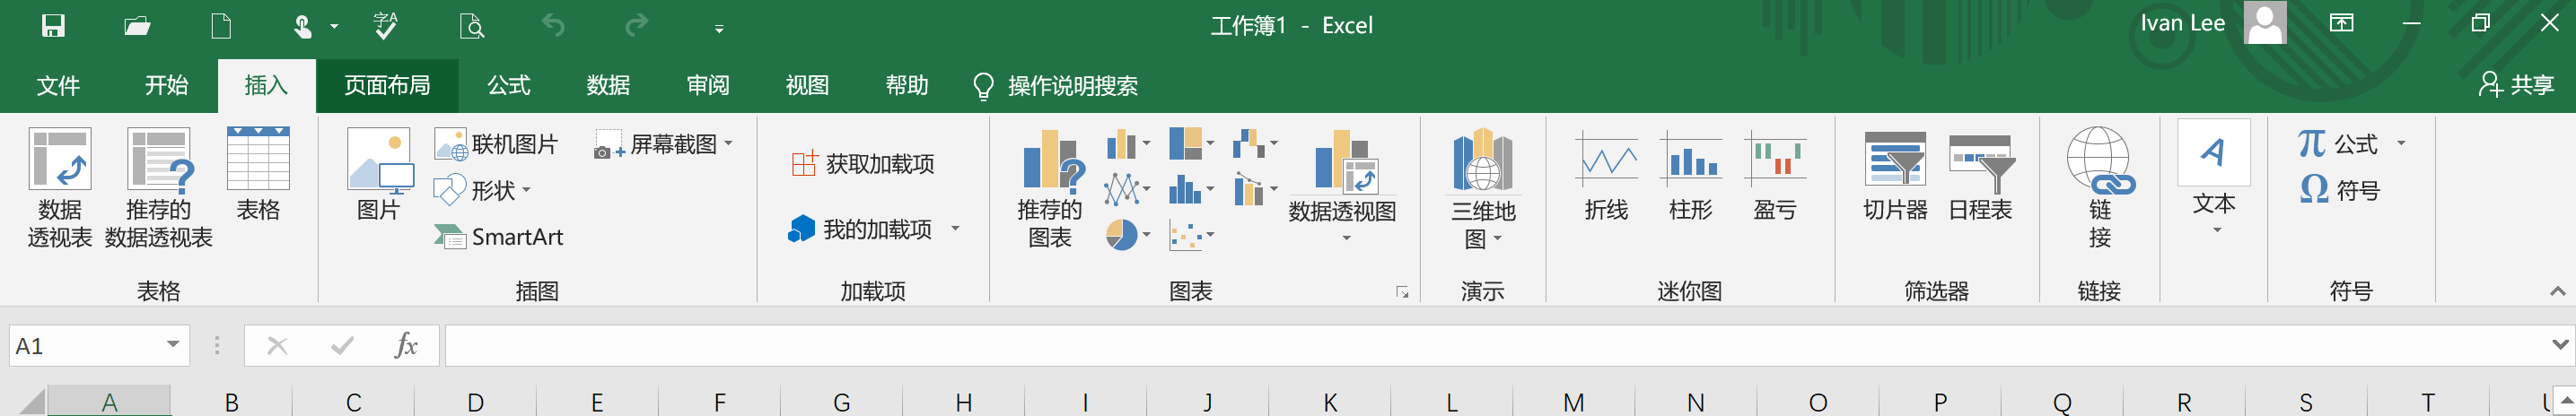 工作簿1 - Excel
Ivan Lee
文件 开始 插入 页面布局 公式 数据 审阅 视图 帮助 操作说明搜索 共享
数据
透视表
推荐的
数据透视表
表格
表格
图片
联机图片
形状
SmartArt
屏幕截图
插图
获取加载项
我的加载项
加载项
推荐的
图表
数据透视图
图表
三维地
图
演示
折线
柱形
盈亏
迷你图
切片器
日程表
筛选器
链
接
链接
文本
π 公式
Ω 符号
符号
A1
fx
A B C D E F G H I J K L M N O P Q R S T